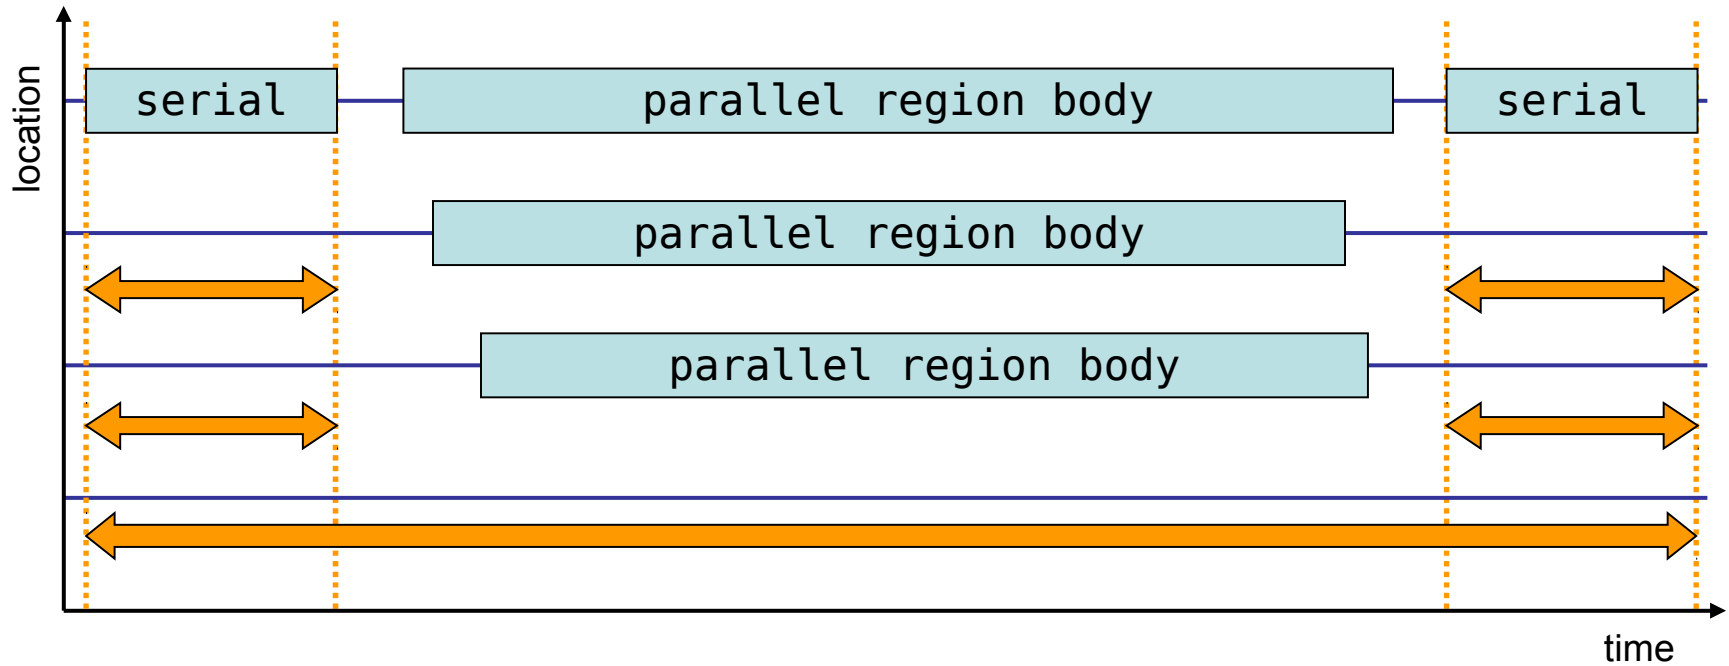 location
serial
parallel region body
serial
parallel region body
parallel region body
time